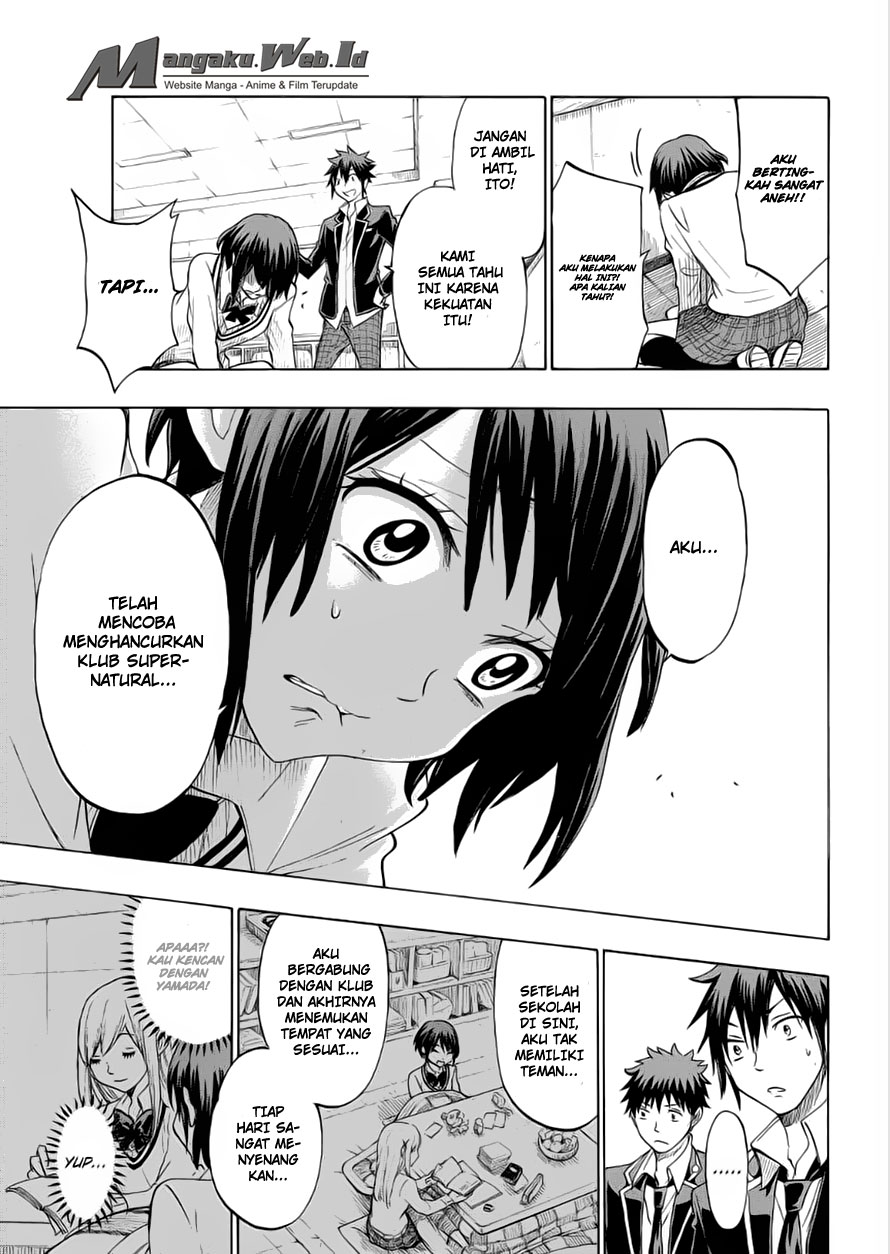 Mangaku.Web.Id
Website Manga - Anime & Film Terupdate
AKU
BERTING-
KAH SANGAT
ANEH!!
KENAPA
AKU MELAKUKAN
HAL INI?!
APA KALIAN
TAHU?!
JANGAN
DI AMBIL
HATI,
ITO!
KAMI
SEMUA TAHU
INI KARENA
KEKUATAN
ITU!
TAPI...
AKU...
TELAH
MENCOBA
MENGHANCURKAN
KLUB SUPER-
NATURAL...
......
SETELAH
SEKOLAH
DI SINI,
AKU TAK
MEMILIKI
TEMAN...
AKU
BERGABUNG
DENGAN KLUB
DAN AKHIRNYA
MENEMUKAN
TEMPAT YANG
SESUAI...
TIAP
HARI SA-
NGAT ME-
NYENANG
KAN...
APAAA?!
KAU KENCAN
DENGAN
YAMADA!
YUP...